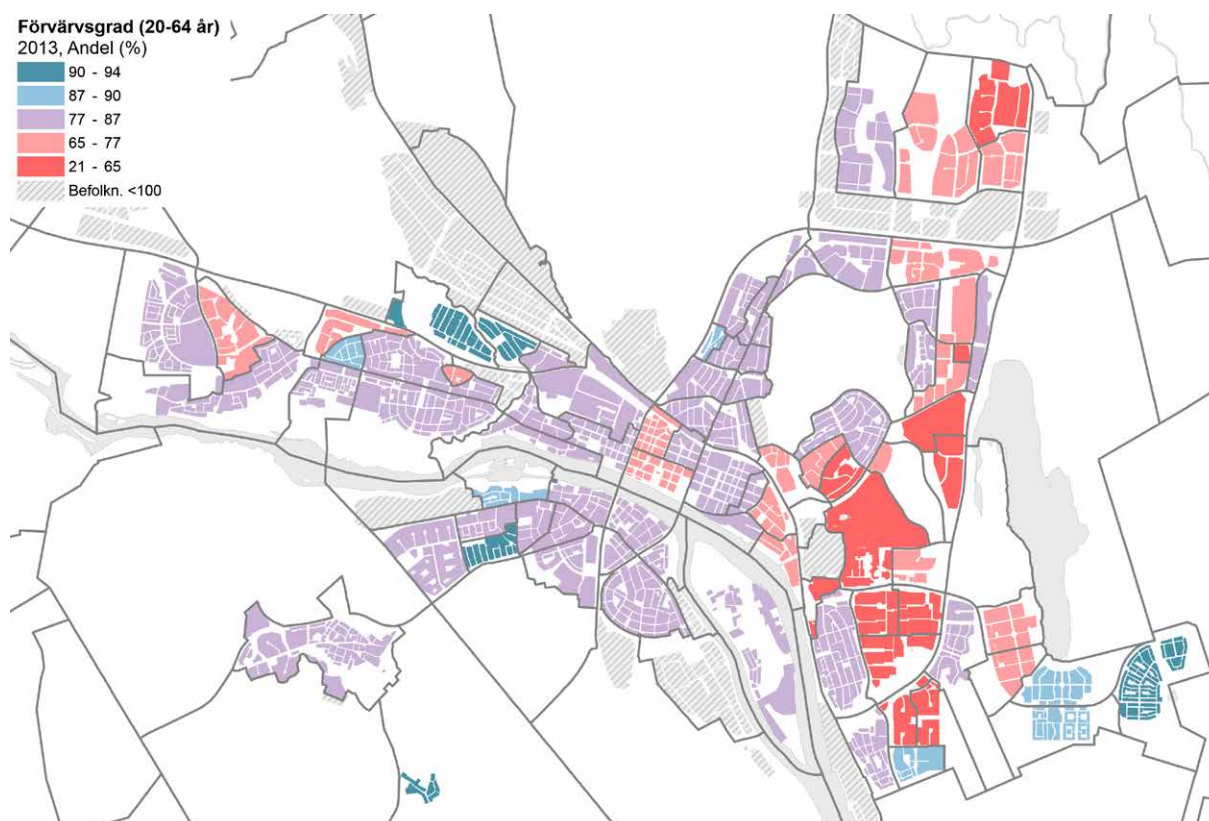 Förvärvsgrad (20-64 år)
2013, Andel (%)
90 - 94
87 - 90
77 - 87
65 - 77
21 - 65
Befolkn. <100